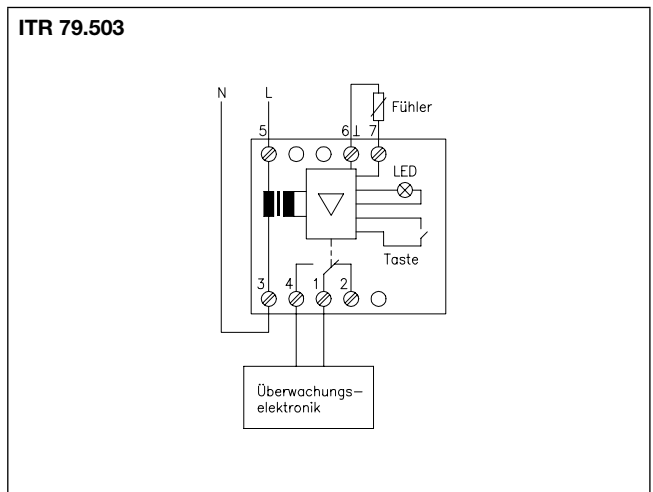 ITR 79.503
N L
5 6⊥ 7
Fühler
LED
Taste
3 4 1 2
Überwachungs–
elektronik